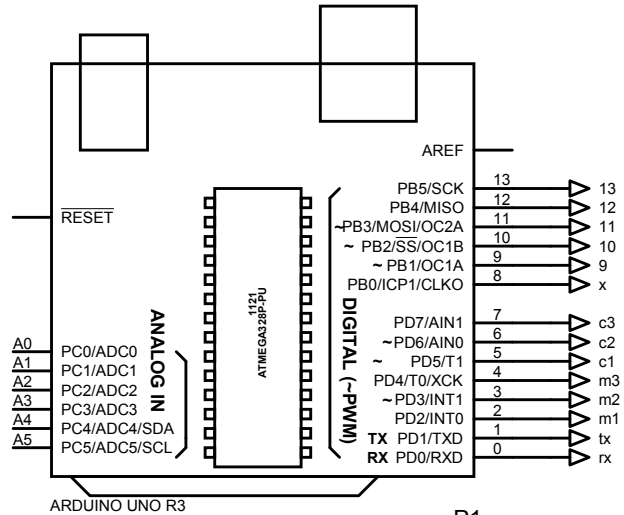 AREF
PB5/SCK 13 13
PB4/MISO 12 12
RESET ~PB3/MOSI/OC2A 11 11
~ PB2/SS/OC1B 10 10
~ PB1/OC1A 9 9
PB0/ICP1/CLKO 8 x
1121
ATMEGA328P-PU
DIGITAL (~PWM)
ANALOG IN
PD7/AIN1 7 c3
A0 PC0/ADC0 ~PD6/AIN0 6 c2
A1 PC1/ADC1 ~ PD5/T1 5 c1
A2 PC2/ADC2 PD4/T0/XCK 4 m3
A3 PC3/ADC3 ~PD3/INT1 3 m2
A4 PC4/ADC4/SDA PD2/INT0 2 m1
A5 PC5/ADC5/SCL TX PD1/TXD 1 tx
RX PD0/RXD 0 rx
ARDUINO UNO R3